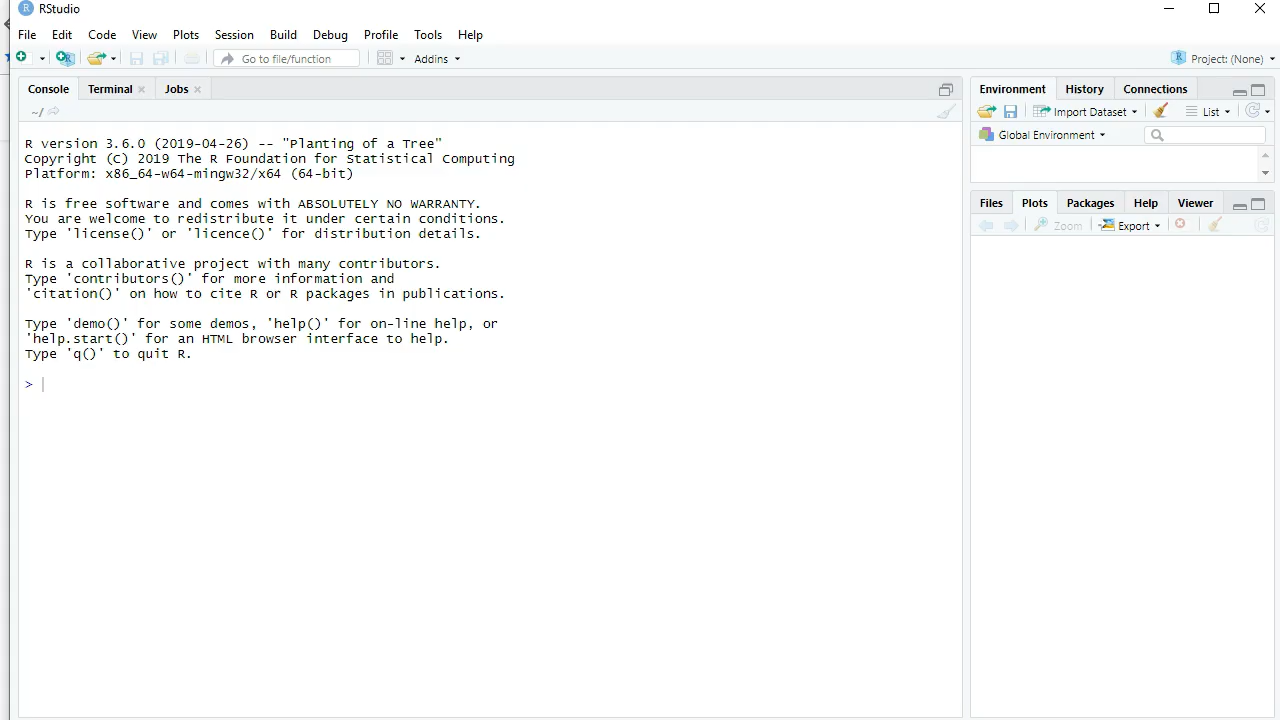 RStudio
File Edit Code View Plots Session Build Debug Profile Tools Help
Go to file/function Addins Project: (None)
Console Terminal Jobs
~/
R version 3.6.0 (2019-04-26) -- "Planting of a Tree"
Copyright (C) 2019 The R Foundation for Statistical Computing
Platform: x86_64-w64-mingw32/x64 (64-bit)
R is free software and comes with ABSOLUTELY NO WARRANTY.
You are welcome to redistribute it under certain conditions.
Type 'license()' or 'licence()' for distribution details.
R is a collaborative project with many contributors.
Type 'contributors()' for more information and
'citation()' on how to cite R or R packages in publications.
Type 'demo()' for some demos, 'help()' for on-line help, or
'help.start()' for an HTML browser interface to help.
Type 'q()' to quit R.
>
Environment History Connections
Import Dataset List
Global Environment
Files Plots Packages Help Viewer
Zoom Export